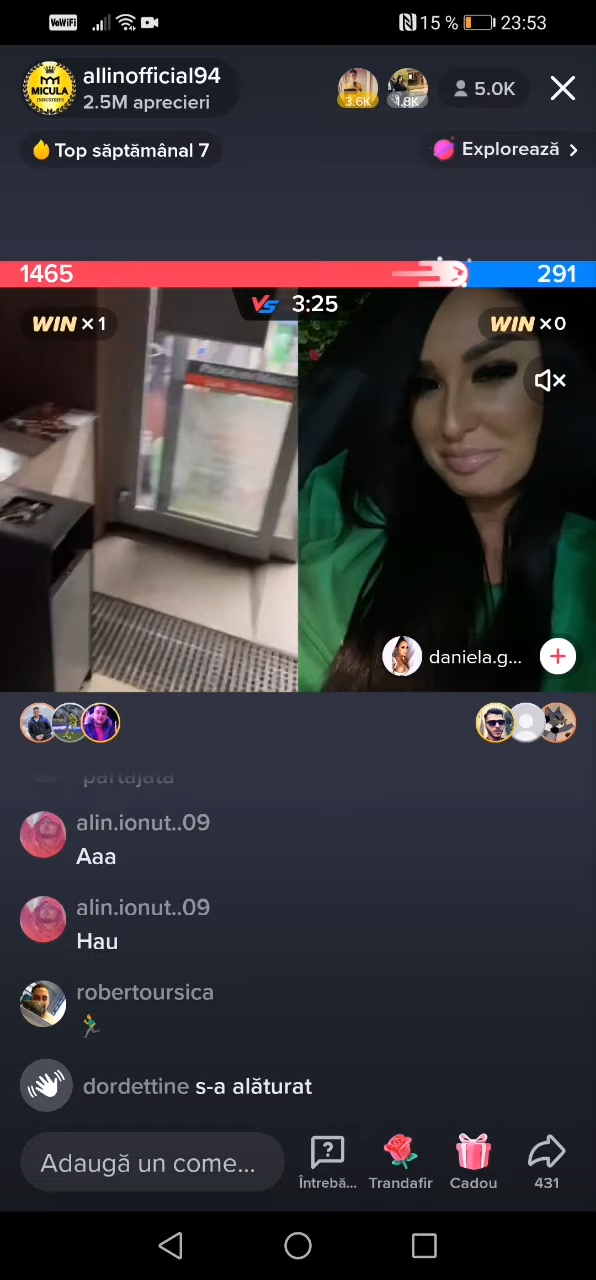 VoWiFi 15 % 23:53
allinofficial94
2.5M aprecieri
MICULA
INDUSTRIES
3.6K 1.8K 5.0K
Top săptămânal 7
Explorează
1465 291
VS 3:25
WIN x 1
WIN x0
daniela.g...
partajată
alin.ionut..09
Aaa
alin.ionut..09
Hau
robertoursica
dordettine s-a alăturat
Adaugă un come...
Întrebă... Trandafir Cadou 431